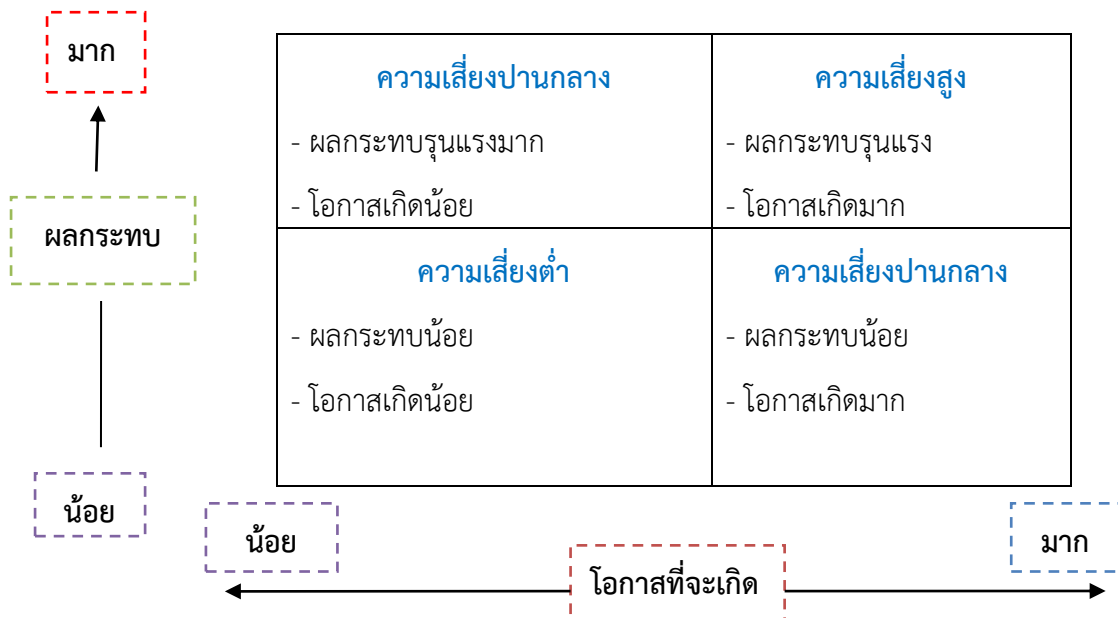 มาก
ผลกระทบ
น้อย
ความเสี่ยงปานกลาง
- ผลกระทบรุนแรงมาก
- โอกาสเกิดน้อย
ความเสี่ยงสูง
- ผลกระทบรุนแรง
- โอกาสเกิดมาก
ความเสี่ยงต่ำ
- ผลกระทบน้อย
- โอกาสเกิดน้อย
ความเสี่ยงปานกลาง
- ผลกระทบน้อย
- โอกาสเกิดมาก
น้อย
โอกาสที่จะเกิด
มาก